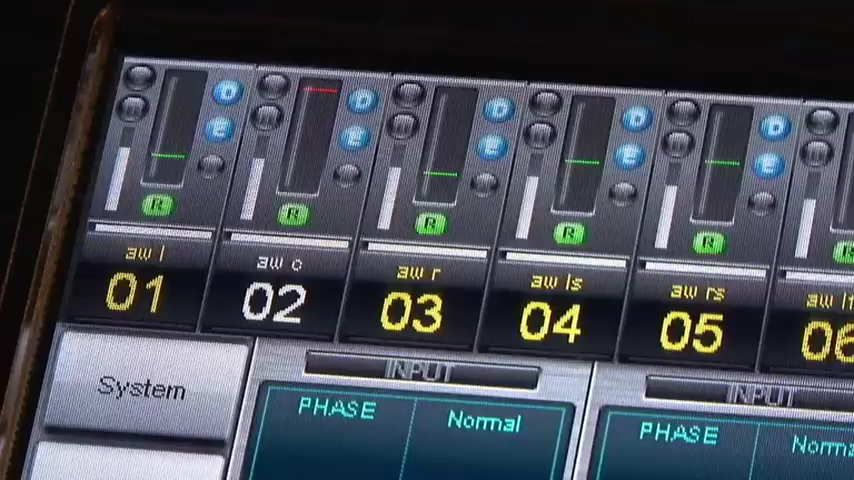 D D D D D
E E E E E
R R R R R R
aw l aw c aw r aw ls aw rs
01 02 03 04 05 06
System INPUT INPUT
PHASE Normal PHASE